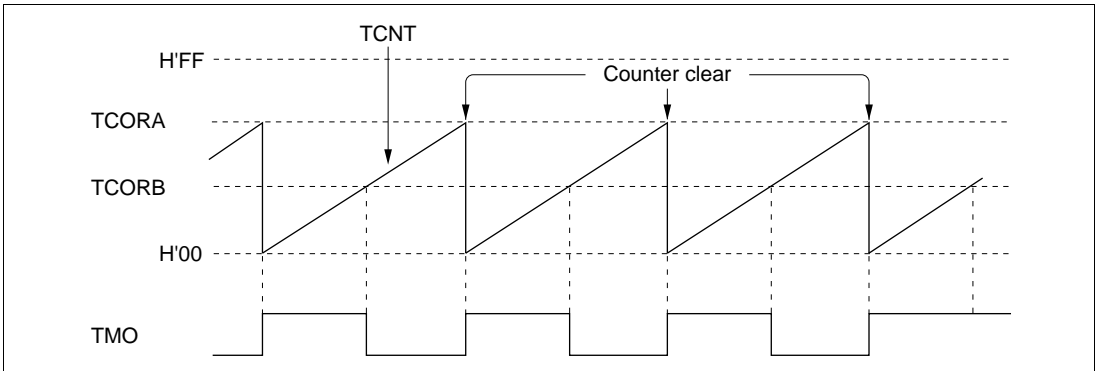 TCNT
H'FF
Counter clear
TCORA
TCORB
H'00
TMO